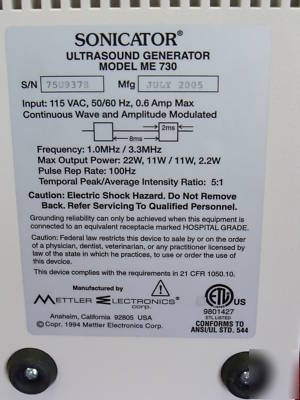 SONICATOR®
ULTRASOUND GENERATOR
MODEL ME 730
S/N 75U9378 Mfg JULY 2005
Input: 115 VAC, 50/60 Hz, 0.6 Amp Max
Continuous Wave and Amplitude Modulated
2ms
8ms
Frequency: 1.0MHz / 3.3MHz
Max Output Power: 22W, 11W / 11W, 2.2W
Pulse Rep Rate: 100Hz
Temporal Peak/Average Intensity Ratio: 5:1
Caution: Electric Shock Hazard. Do Not Remove
Back. Refer Servicing To Qualified Personnel.
Grounding reliability can only be achieved when this equipment is
connected to an equivalent receptacle marked HOSPITAL GRADE.
Caution: Federal law restricts this device to sale by or on the order
of a physician, dentist, veterinarian, or any practitioner licensed by
law of the state in which he practices, to use or order the use of
this device.
This device complies with the requirements in 21 CFR 1050.10.
Manufactured by
METTLER ELECTRONICS
corp.
Anaheim, California 92805 USA
© Copr. 1994 Mettler Electronics Corp.
ETL US
9801427
ETL LISTED
CONFORMS TO
ANSI/UL STD. 544